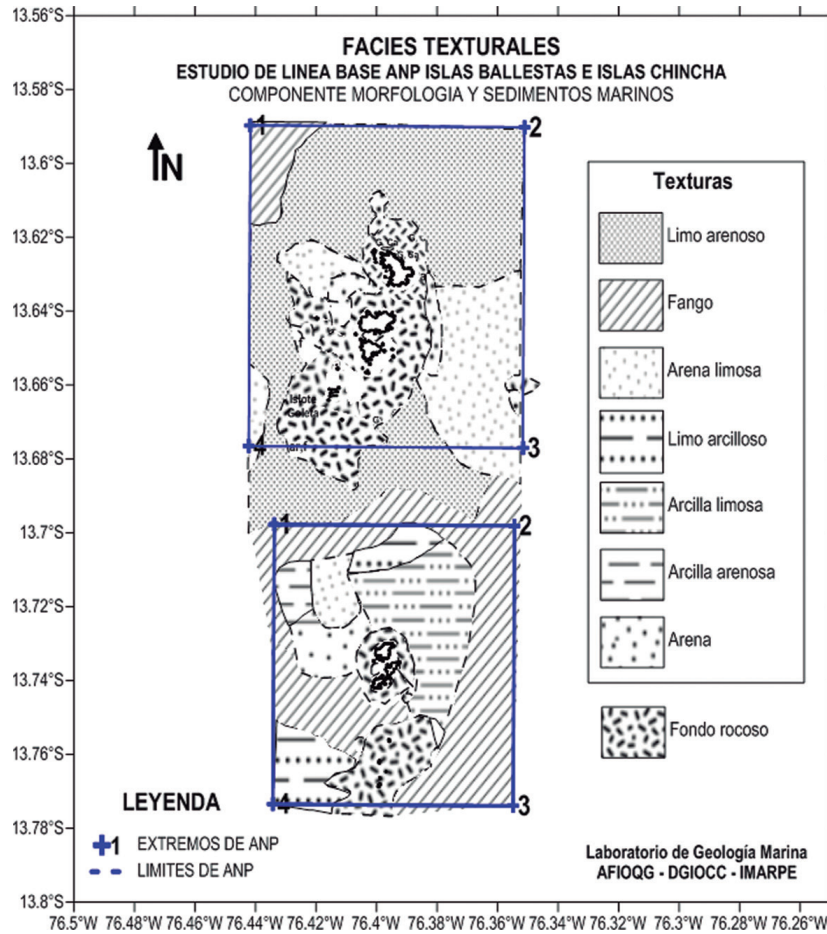 FACIES TEXTURALES
ESTUDIO DE LINEA BASE ANP ISLAS BALLESTAS E ISLAS CHINCHA
COMPONENTE MORFOLOGIA Y SEDIMENTOS MARINOS
13.56°S
13.58°S
13.6°S
13.62°S
13.64°S
13.66°S
13.68°S
13.7°S
13.72°S
13.74°S
13.76°S
13.78°S
13.8°S
N
1
2
Islote
Goleta
4
3
1
2
4
3
Texturas
Limo arenoso
Fango
Arena limosa
Limo arcilloso
Arcilla limosa
Arcilla arenosa
Arena
Fondo rocoso
LEYENDA
1 EXTREMOS DE ANP
LIMITES DE ANP
Laboratorio de Geología Marina
AFIOQG - DGIOCC - IMARPE
76.5°W 76.48°W 76.46°W 76.44°W 76.42°W 76.4°W 76.38°W 76.36°W 76.34°W 76.32°W 76.3°W 76.28°W 76.26°W